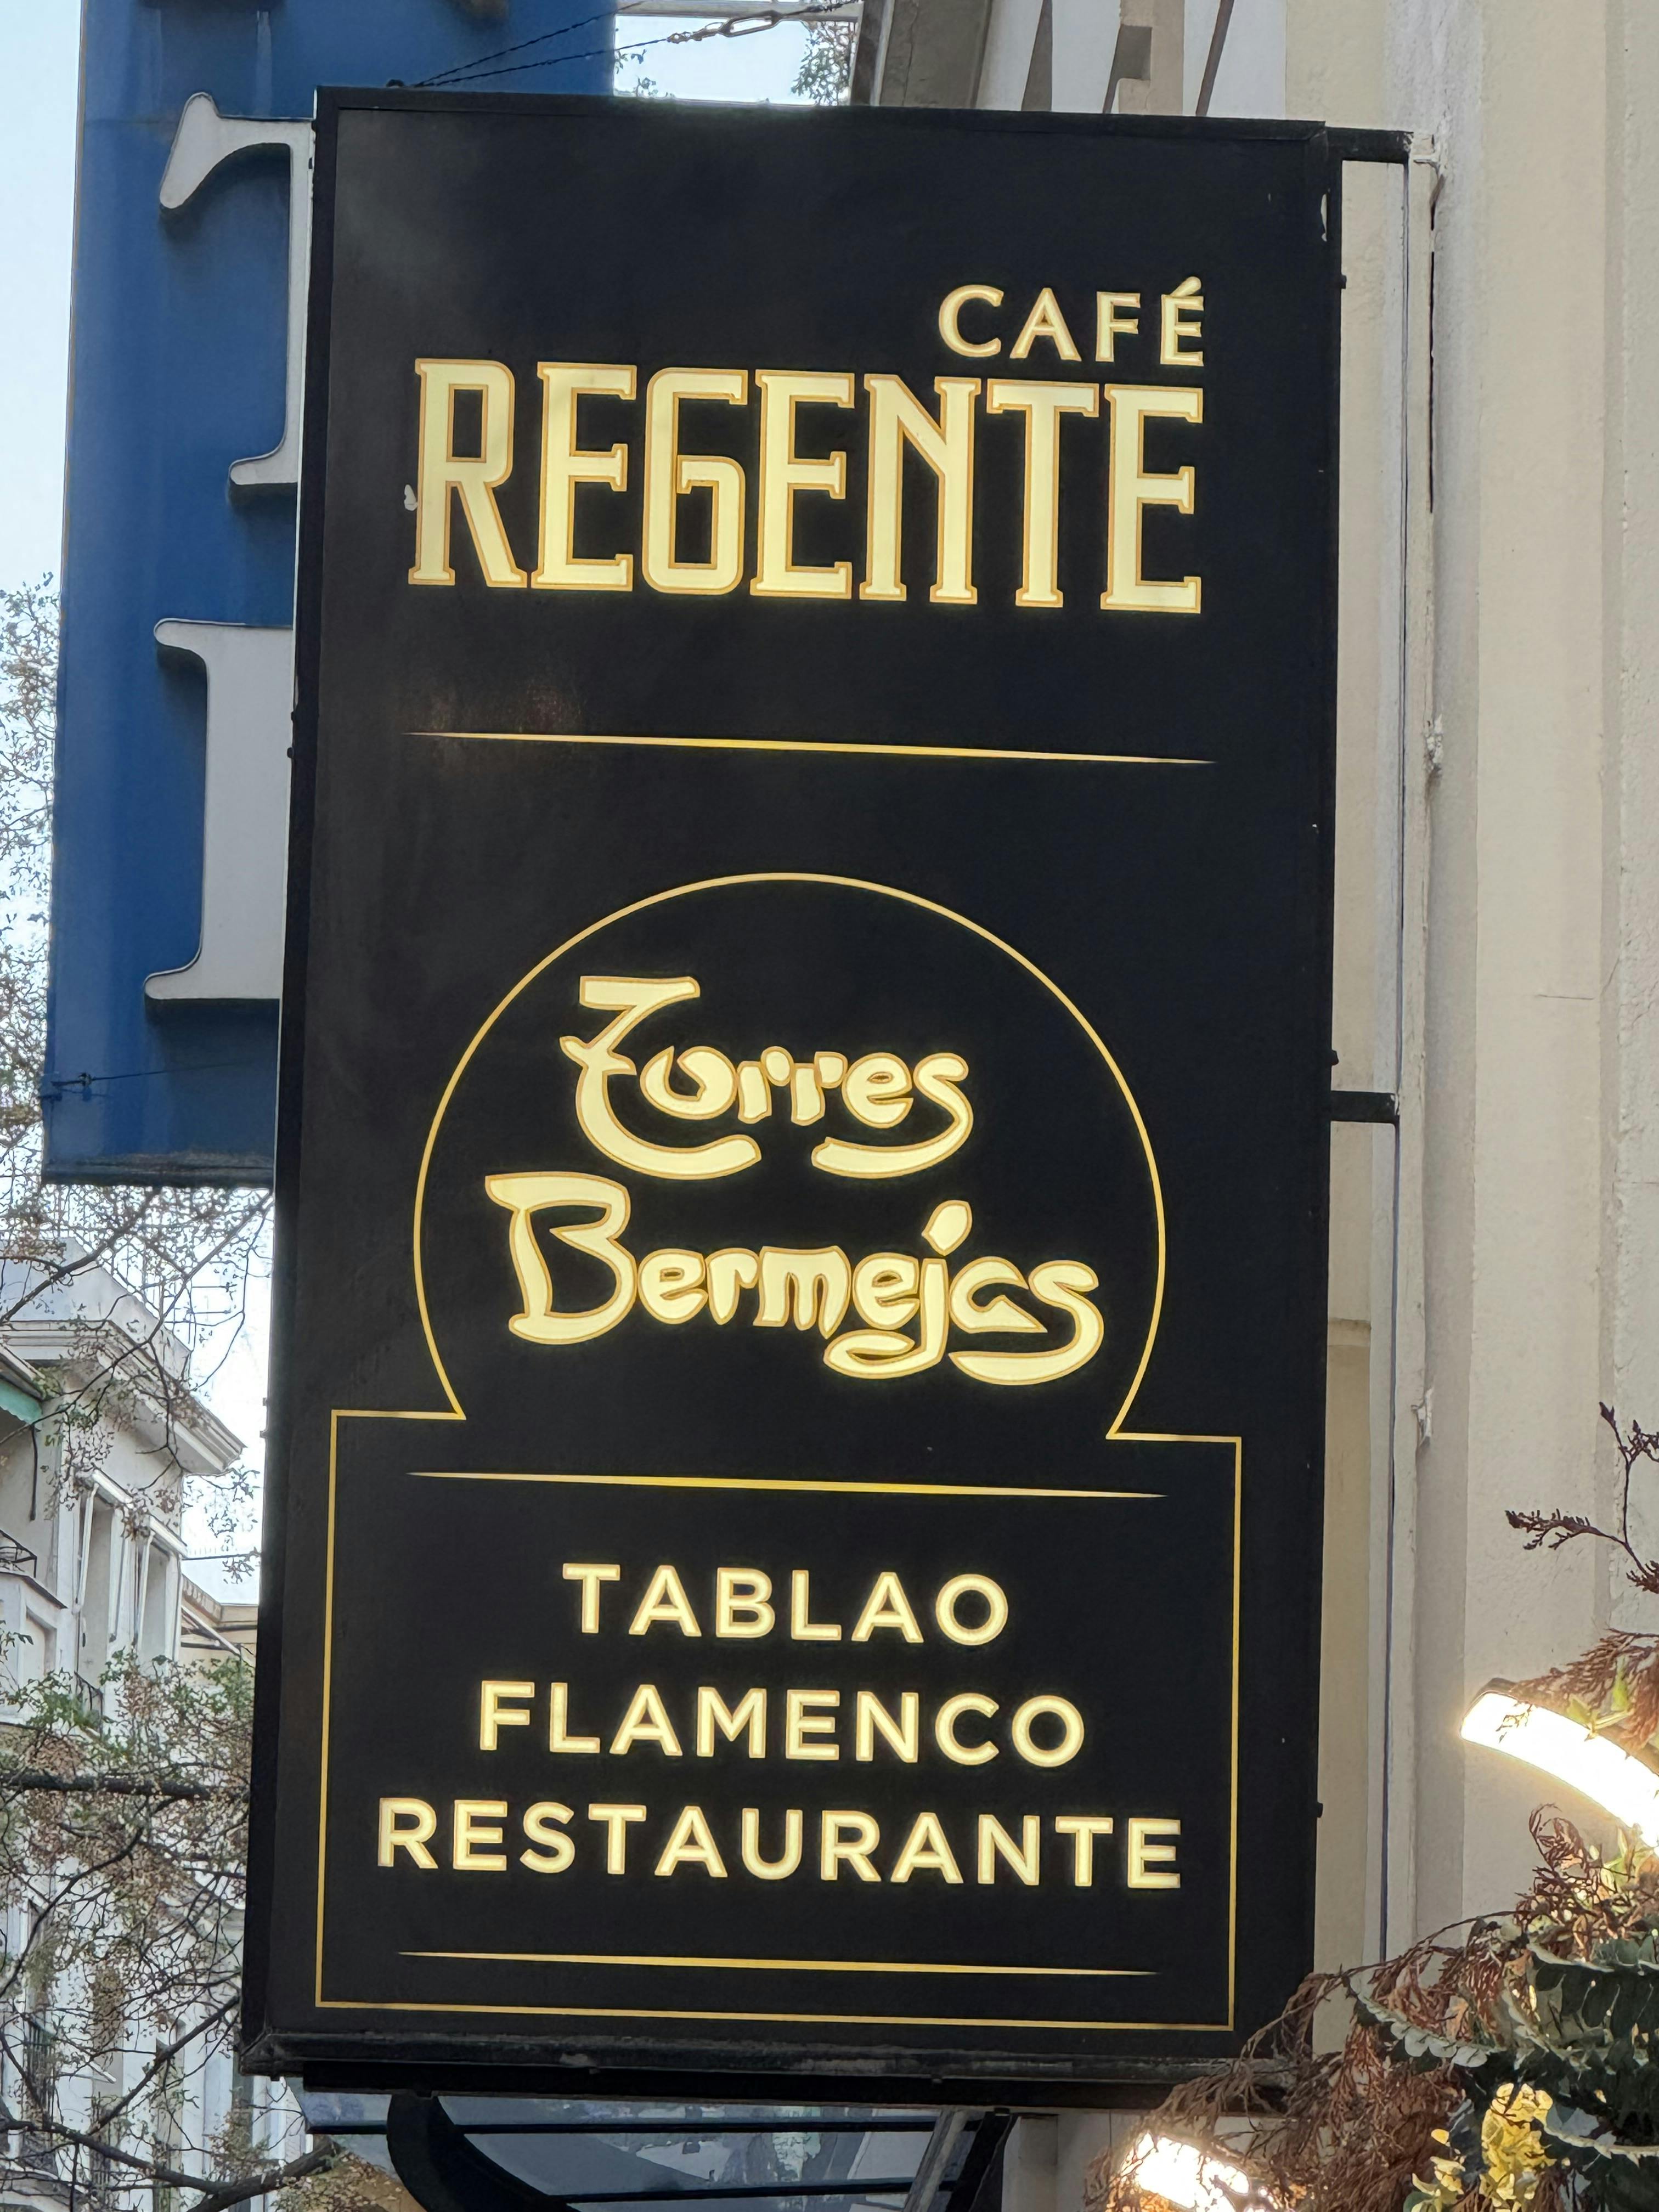 CAFÉ
REGENTE
Torres
Bermejas
TABLAO
FLAMENCO
RESTAURANTE